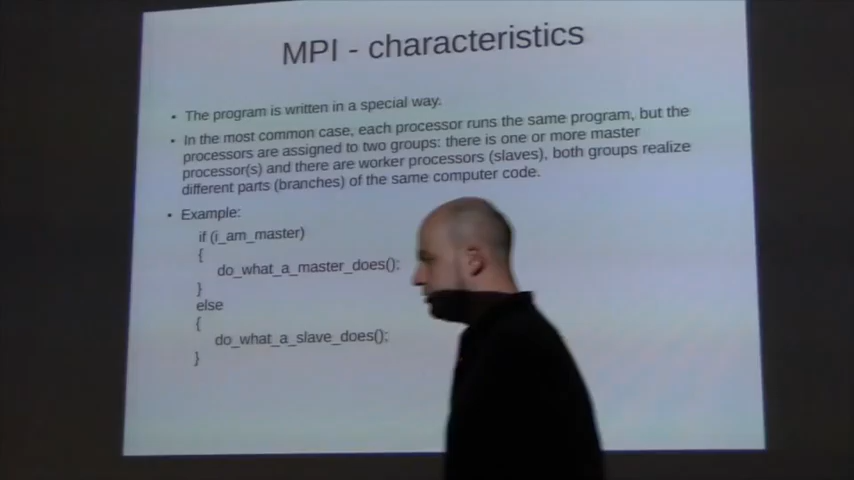 MPI - characteristics
• The program is written in a special way.
• In the most common case, each processor runs the same program, but the
processors are assigned to two groups: there is one or more master
processor(s) and there are worker processors (slaves), both groups realize
different parts (branches) of the same computer code.
• Example:
if (i_am_master)
{
do_what_a_master_does();
}
else
{
do_what_a_slave_does();
}